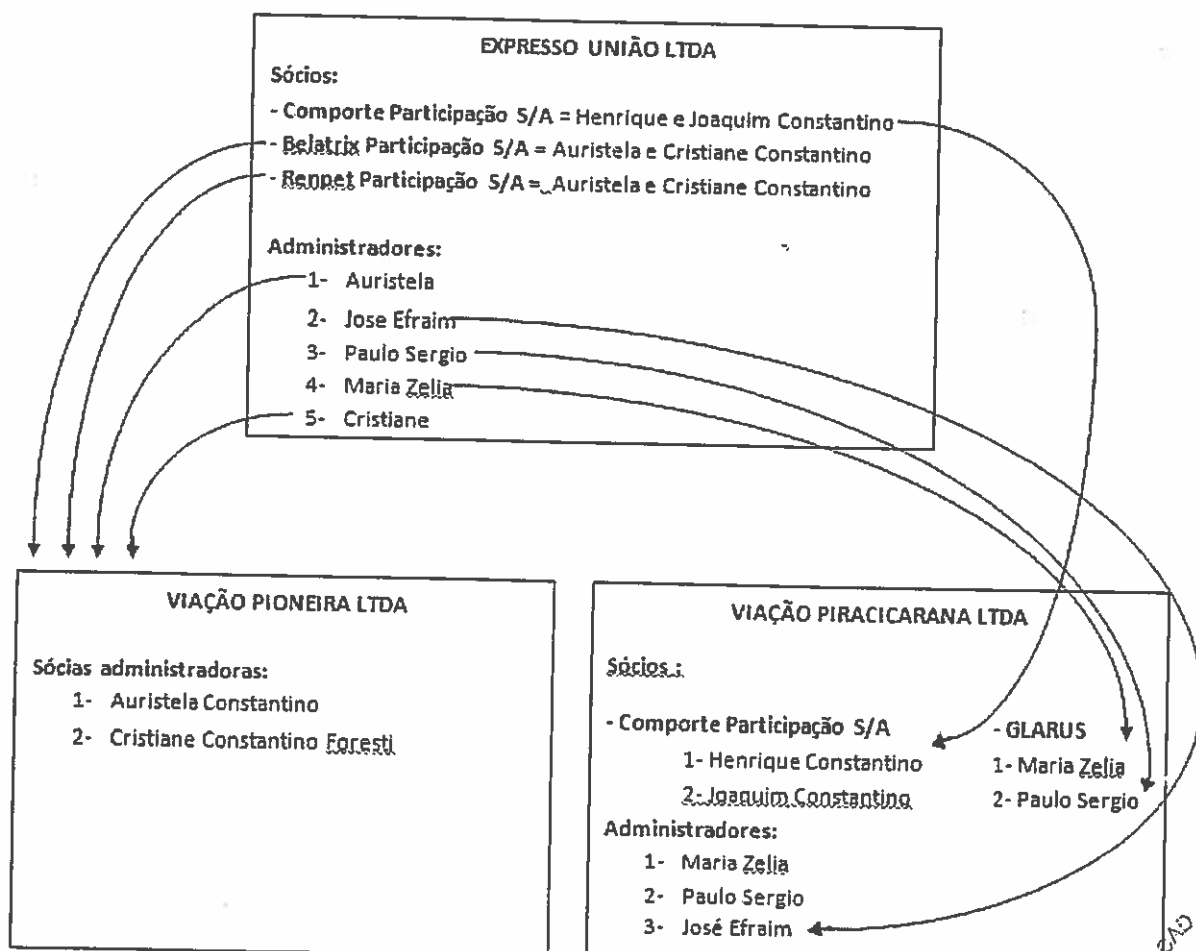 EXPRESSO UNIÃO LTDA
Sócios:
- Comporte Participação S/A = Henrique e Joaquim Constantino
- Belatrix Participação S/A = Auristela e Cristiane Constantino
- Renpet Participação S/A = Auristela e Cristiane Constantino
Administradores:
1- Auristela
2- Jose Efraim
3- Paulo Sergio
4- Maria Zelia
5- Cristiane
VIAÇÃO PIONEIRA LTDA
Sócias administradoras:
1- Auristela Constantino
2- Cristiane Constantino Foresti
VIAÇÃO PIRACICARANA LTDA
Sócios :
- Comporte Participação S/A
1- Henrique Constantino
2- Joaquim Constantino
- GLARUS
1- Maria Zelia
2- Paulo Sergio
Administradores:
1- Maria Zelia
2- Paulo Sergio
3- José Efraim